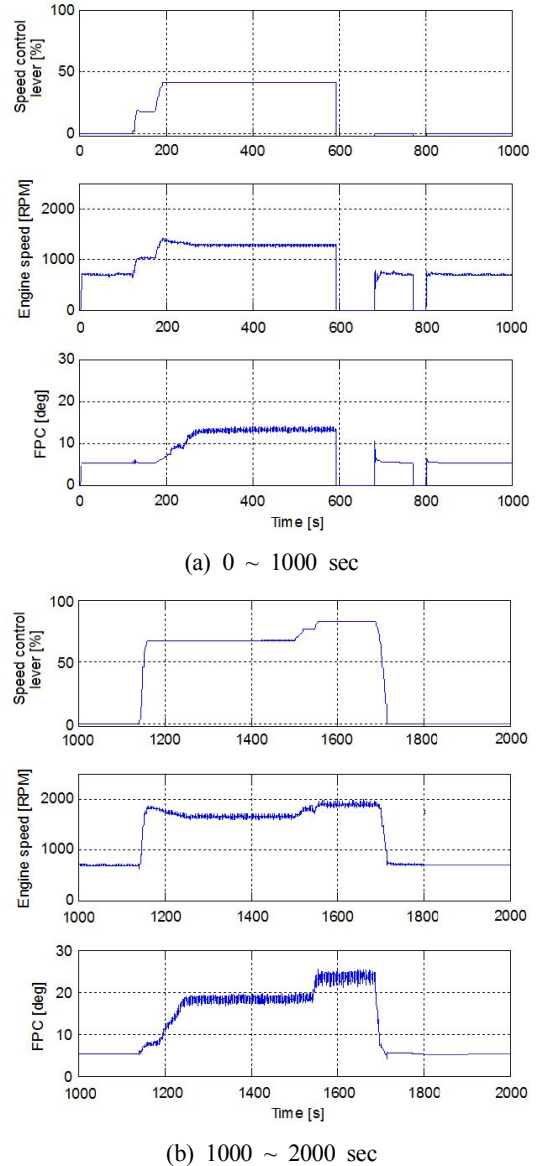 100
50
0
Speed control
lever [%]
0 200 400 600 800 1000
2000
1000
0
Engine speed [RPM]
0 200 400 600 800 1000
30
20
10
0
FPC [deg]
0 200 400 600 800 1000
Time [s]
(a) 0 ~ 1000 sec
100
50
0
Speed control
lever [%]
1000 1200 1400 1600 1800 2000
2000
1000
0
Engine speed [RPM]
1000 1200 1400 1600 1800 2000
30
20
10
0
FPC [deg]
1000 1200 1400 1600 1800 2000
Time [s]
(b) 1000 ~ 2000 sec